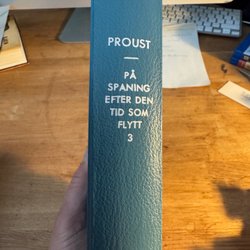 PROUST
PÅ
SPANING
EFTER DEN
TID SOM
FLYTT
3